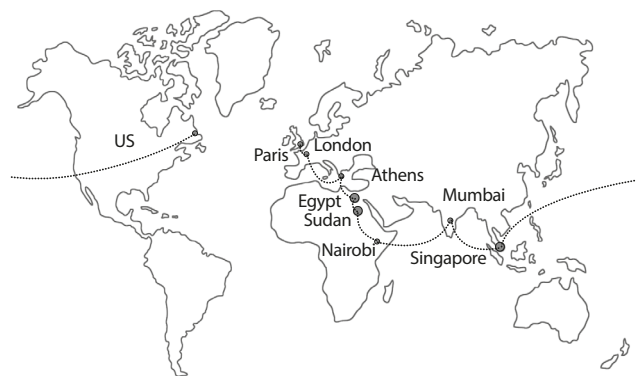 US
London
Paris
Athens
Egypt
Mumbai
Sudan
Nairobi
Singapore